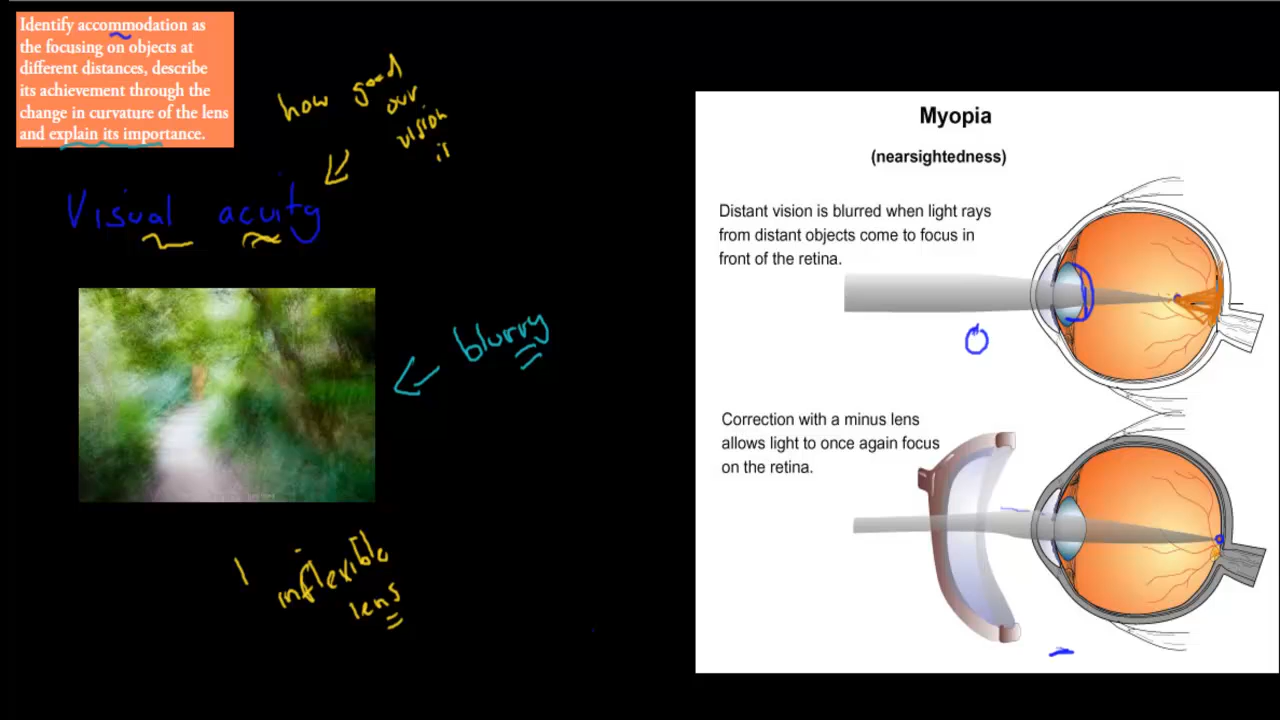 Identify accommodation as
the focusing on objects at
different distances, describe
its achievement through the
change in curvature of the lens
and explain its importance.
how good
our
vision
is
Visual acuity
blurry
1 inflexible
lens
Myopia
(nearsightedness)
Distant vision is blurred when light rays
from distant objects come to focus in
front of the retina.
Correction with a minus lens
allows light to once again focus
on the retina.